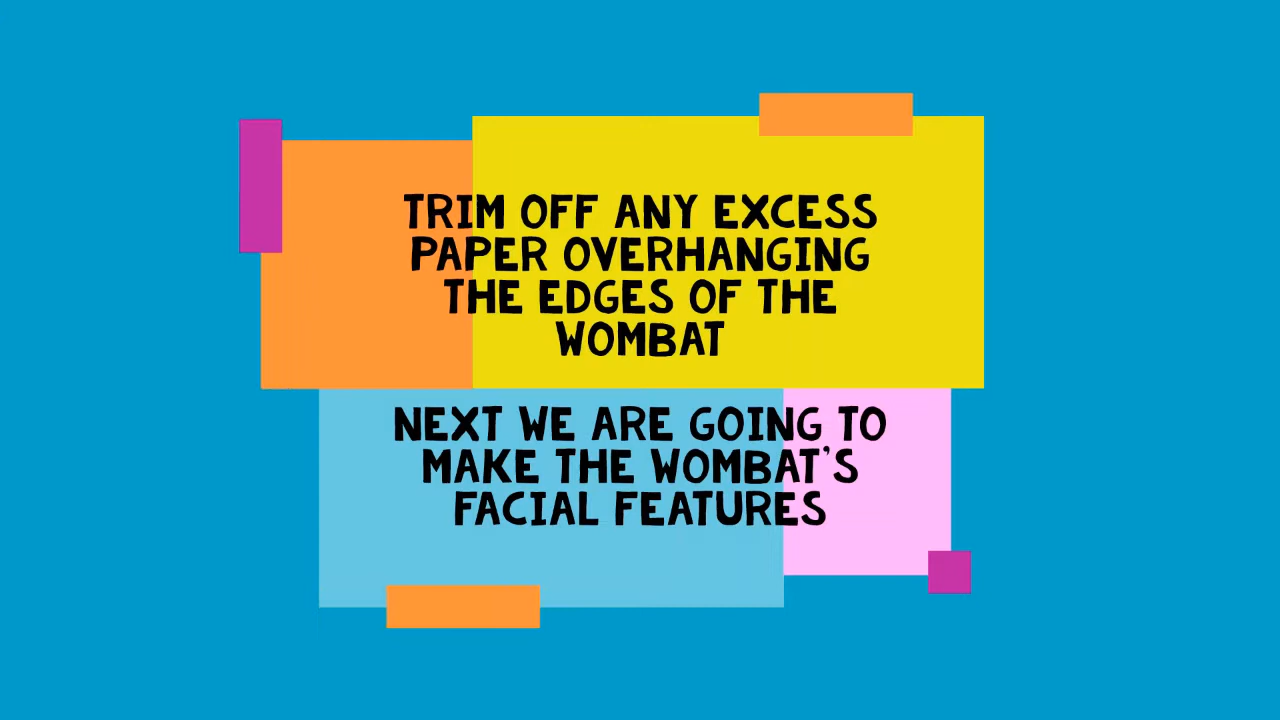 TRIM OFF ANY EXCESS
PAPER OVERHANGING
THE EDGES OF THE
WOMBAT
NEXT WE ARE GOING TO
MAKE THE WOMBAT'S
FACIAL FEATURES